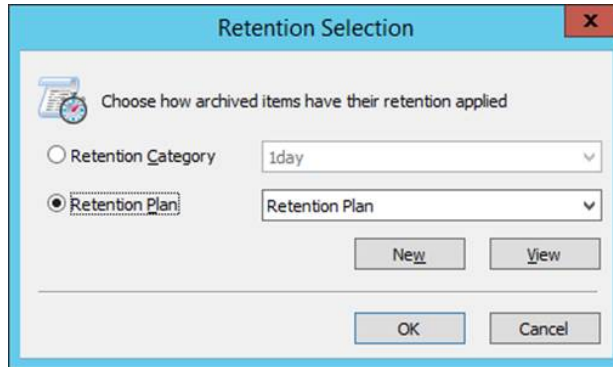 Retention Selection
x
Choose how archived items have their retention applied
Retention Category
1day
Retention Plan
Retention Plan
New
View
OK
Cancel